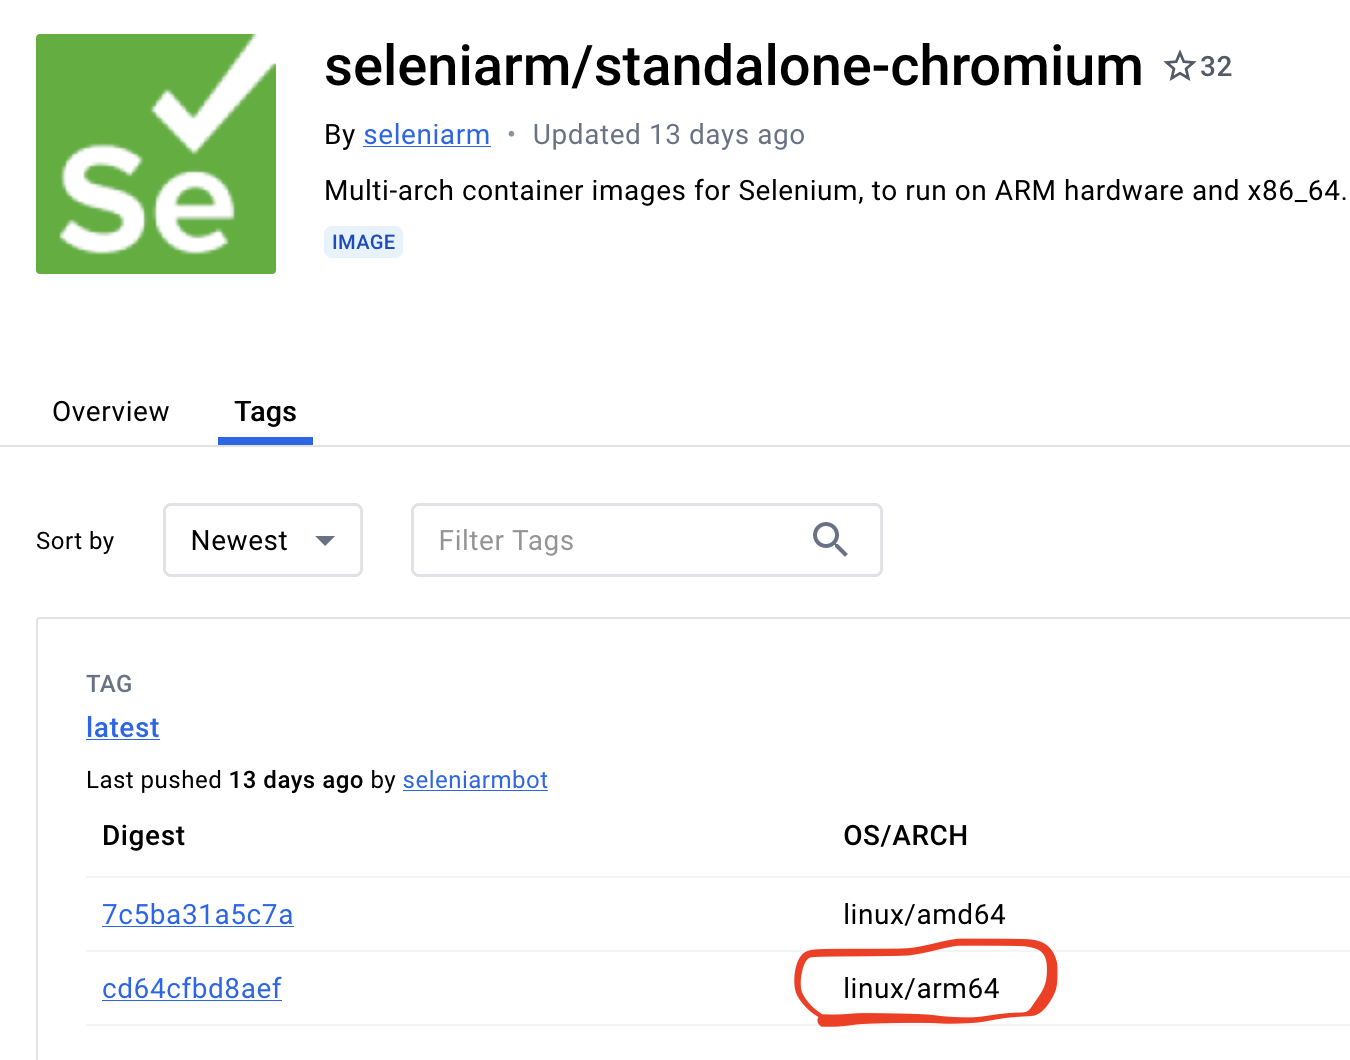 Se
seleniarm/standalone-chromium 32
By seleniarm • Updated 13 days ago
Multi-arch container images for Selenium, to run on ARM hardware and x86_64.
IMAGE
Overview Tags
Sort by Newest Filter Tags
TAG
latest
Last pushed 13 days ago by seleniarmbot
Digest OS/ARCH
7c5ba31a5c7a linux/amd64
cd64cfbd8aef linux/arm64